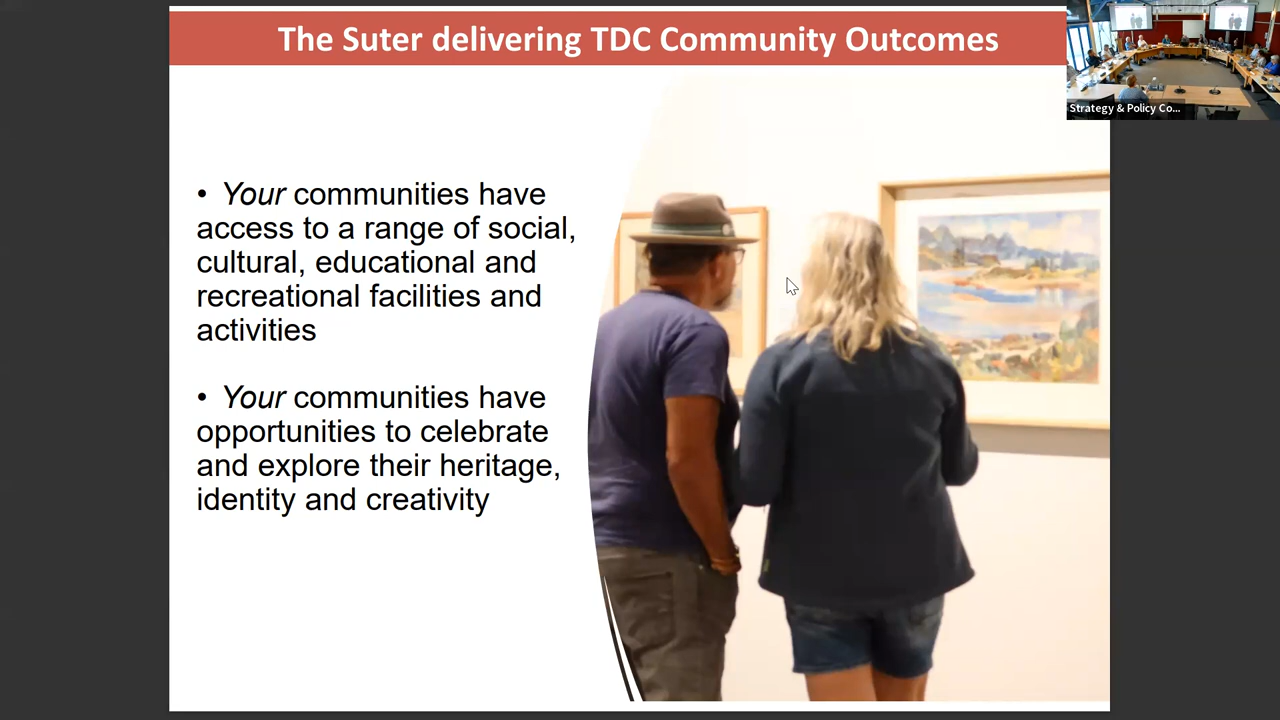 The Suter delivering TDC Community Outcomes
Strategy & Policy Co...
• Your communities have
access to a range of social,
cultural, educational and
recreational facilities and
activities
• Your communities have
opportunities to celebrate
and explore their heritage,
identity and creativity